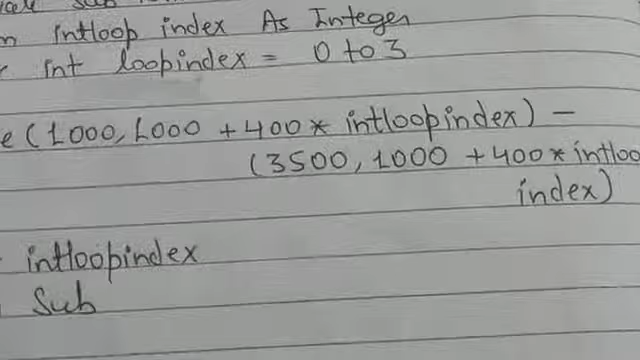 Sub
n intloop index As Integer
int loopindex = 0 to 3
e (1000, 1000 + 400 * intloopindex) -
(3500, 1000 + 400 * intloo
index)
intloopindex
Sub